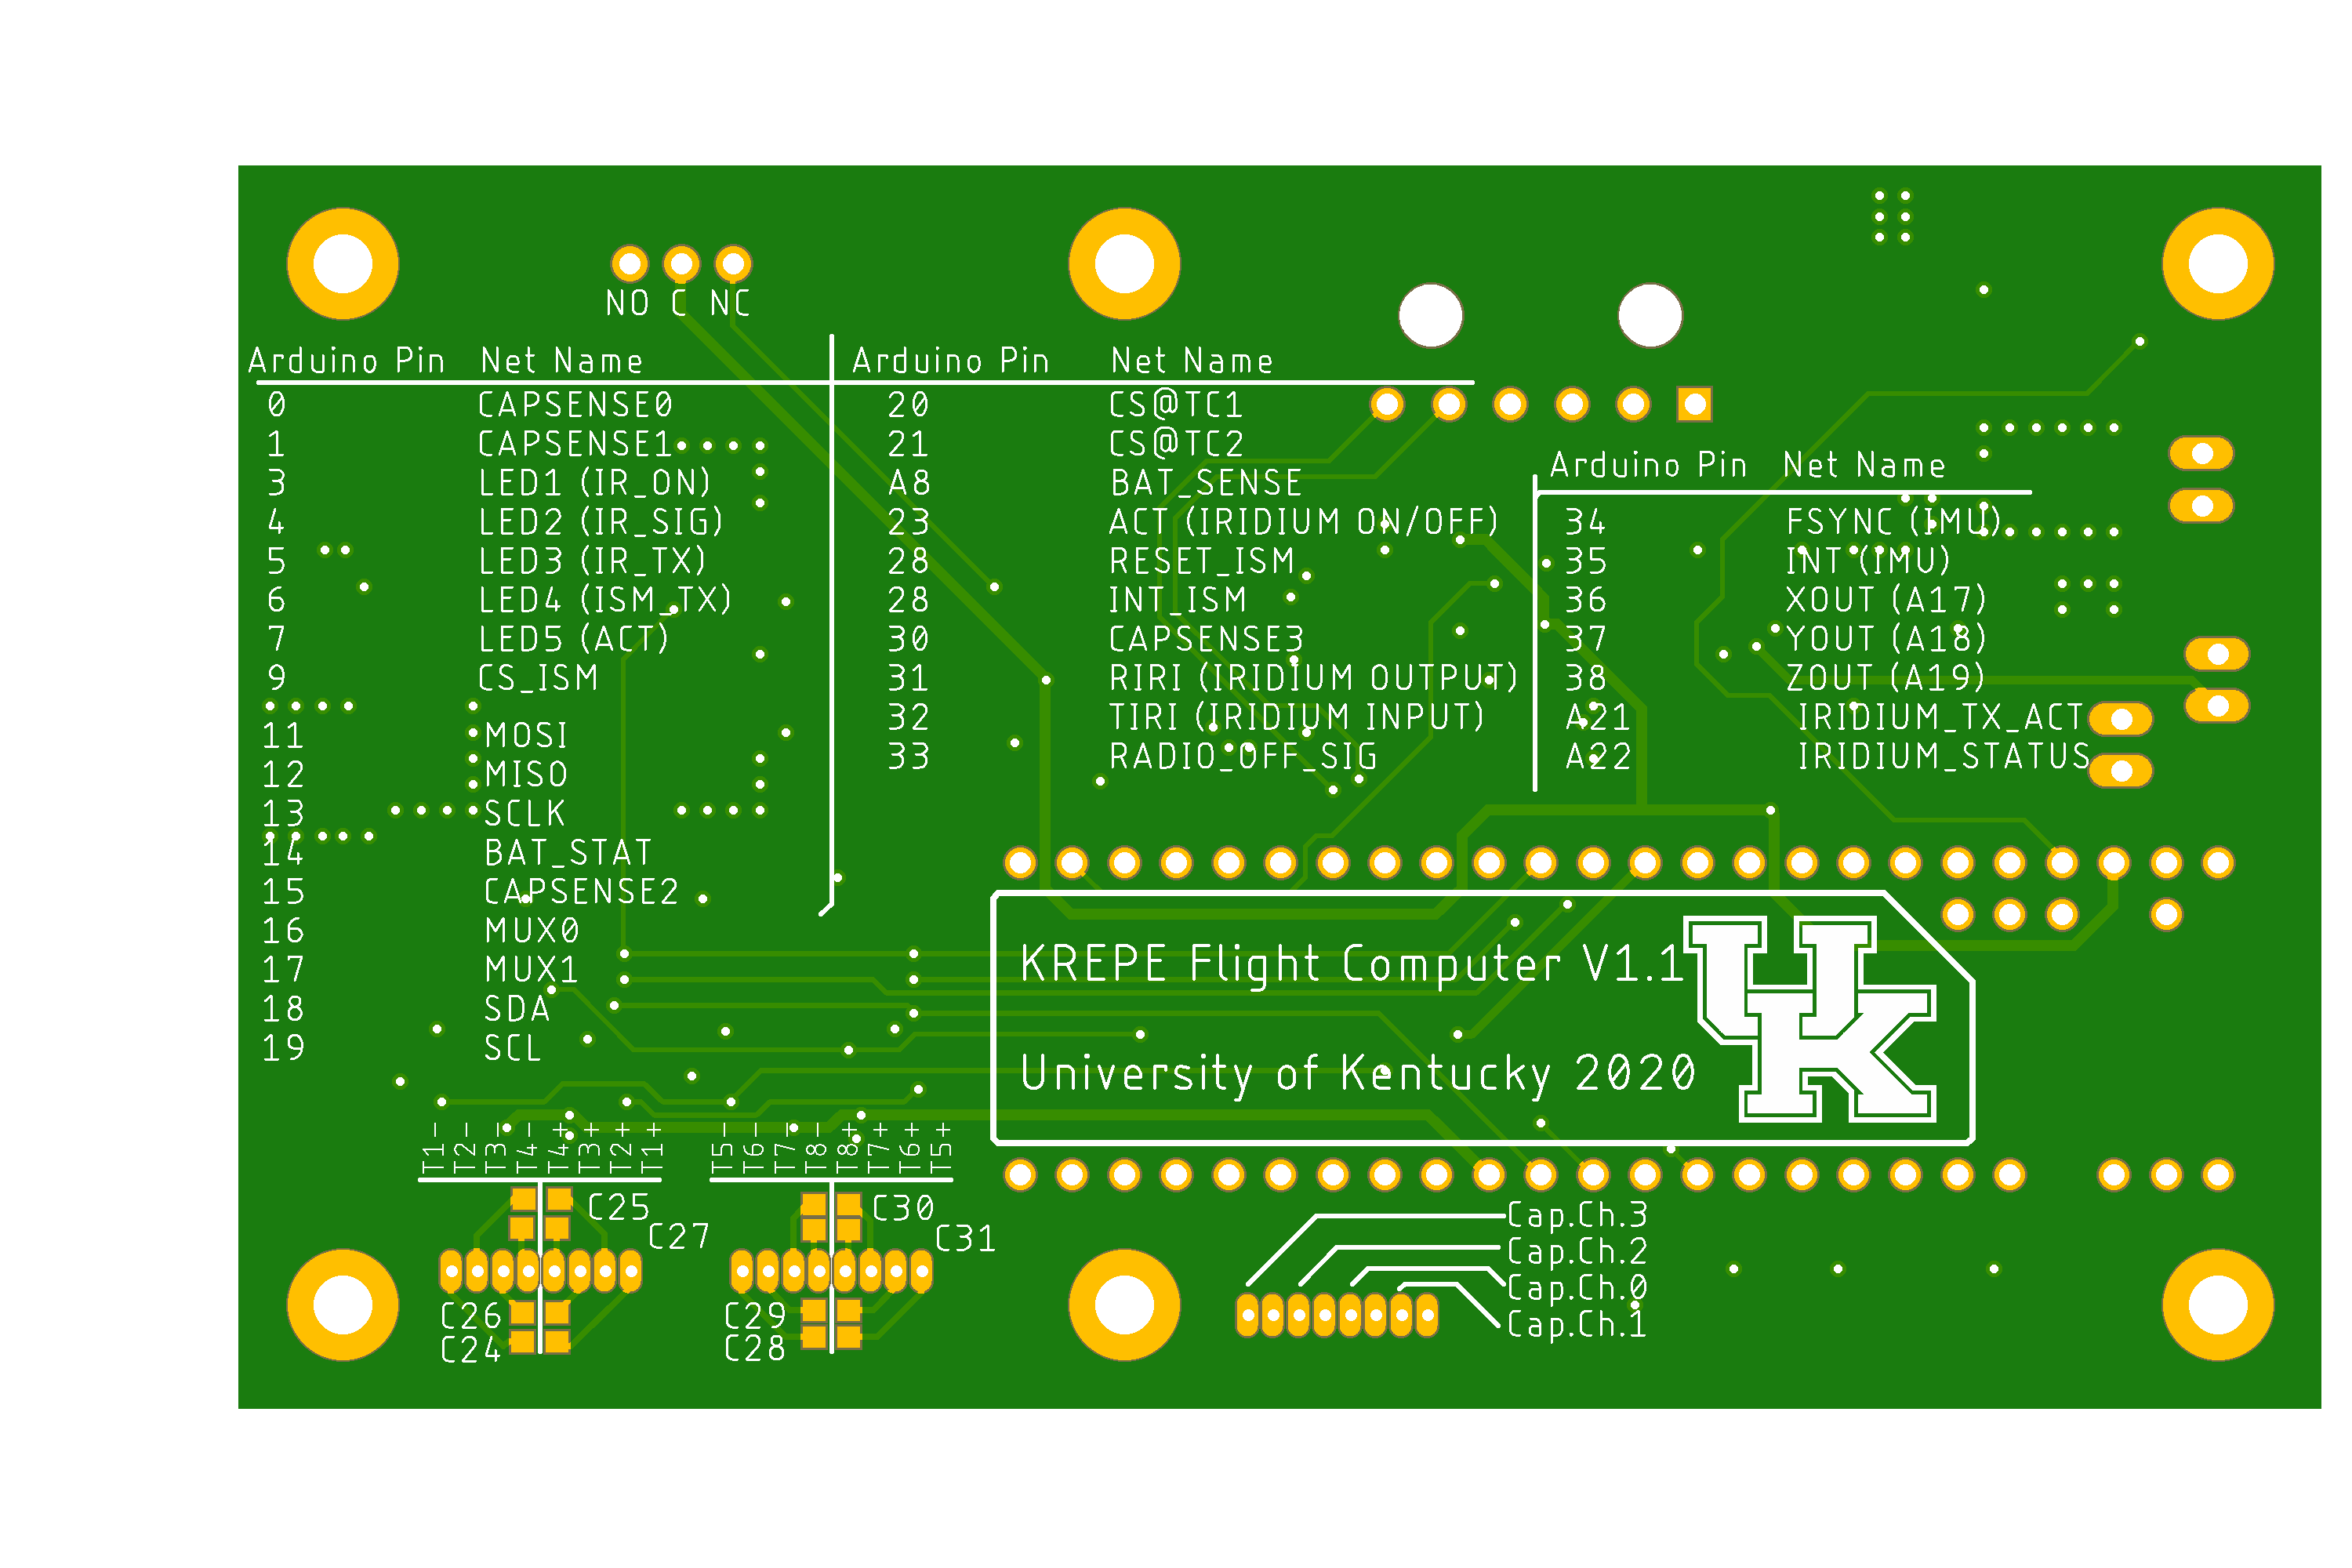 NO C NC
Arduino Pin Net Name
0 CAPSENSE0
1 CAPSENSE1
3 LED1 (IR_ON)
4 LED2 (IR_SIG)
5 LED3 (IR_TX)
6 LED4 (ISM_TX)
7 LED5 (ACT)
9 CS_ISM
11 MOSI
12 MISO
13 SCLK
14 BAT_STAT
15 CAPSENSE2
16 MUX0
17 MUX1
18 SDA
19 SCL
Arduino Pin Net Name
20 CS@TC1
21 CS@TC2
A8 BAT_SENSE
23 ACT (IRIDIUM ON/OFF)
28 RESET_ISM
28 INT_ISM
30 CAPSENSE3
31 RIRI (IRIDIUM OUTPUT)
32 TIRI (IRIDIUM INPUT)
33 RADIO_OFF_SIG
Arduino Pin Net Name
34 FSYNC (IMU)
35 INT (IMU)
36 XOUT (A17)
37 YOUT (A18)
38 ZOUT (A19)
A21 IRIDIUM_TX_ACT
A22 IRIDIUM_STATUS
KREPE Flight Computer V1.1
University of Kentucky 2020
UK
T1- T2- T3- T4- T4+ T3+ T2+ T1+
T5- T6- T7- T8- T8+ T7+ T6+ T5+
C25
C27
C26
C24
C30
C31
C29
C28
Cap.Ch.3
Cap.Ch.2
Cap.Ch.0
Cap.Ch.1